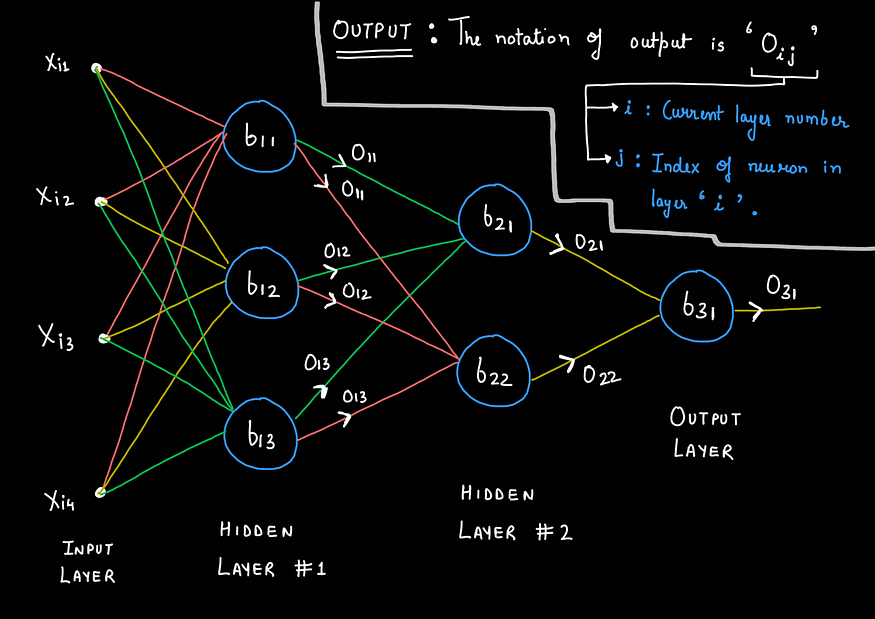 OUTPUT : The notation of output is ‘Oij’
i : Current layer number
j : Index of neuron in
layer ‘i’.
Xi1
Xi2
Xi3
Xi4
INPUT
LAYER
b11
b12
b13
HIDDEN
LAYER #1
O11
O11
O12
O12
O13
O13
b21
b22
HIDDEN
LAYER #2
O21
O22
b31
O31
OUTPUT
LAYER